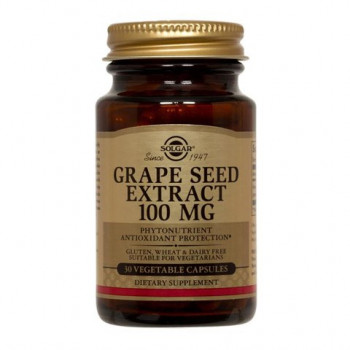 SOLGAR
Since 1947
GRAPE SEED
EXTRACT
100 MG
PHYTONUTRIENT
ANTIOXIDANT PROTECTION*
GLUTEN, WHEAT & DAIRY FREE
SUITABLE FOR VEGETARIANS
30 VEGETABLE CAPSULES
DIETARY SUPPLEMENT